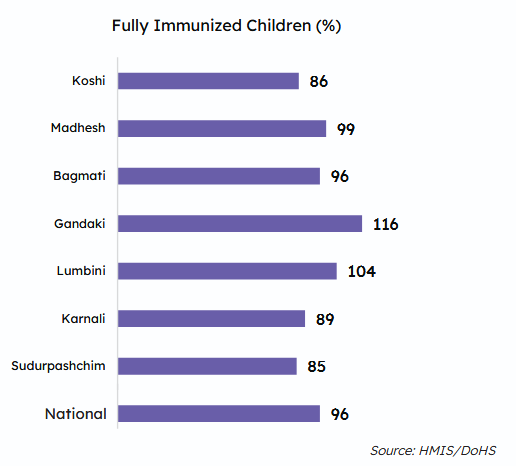 Fully Immunized Children (%)
Koshi 86
Madhesh 99
Bagmati 96
Gandaki 116
Lumbini 104
Karnali 89
Sudurpashchim 85
National 96
Source: HMIS/DoHS